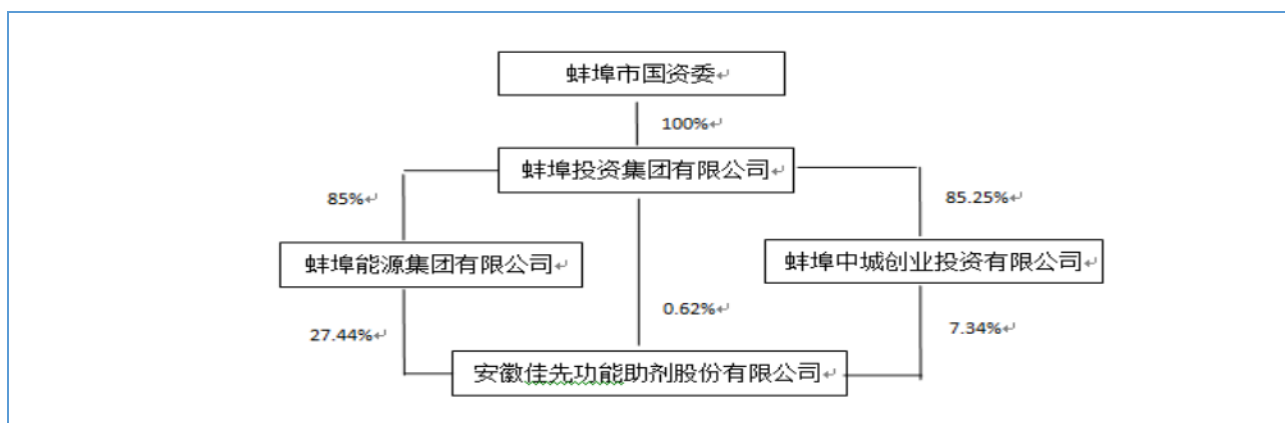 蚌埠市国资委
100%
蚌埠投资集团有限公司
85%
85.25%
蚌埠能源集团有限公司
蚌埠中城创业投资有限公司
27.44%
0.62%
7.34%
安徽佳先功能助剂股份有限公司